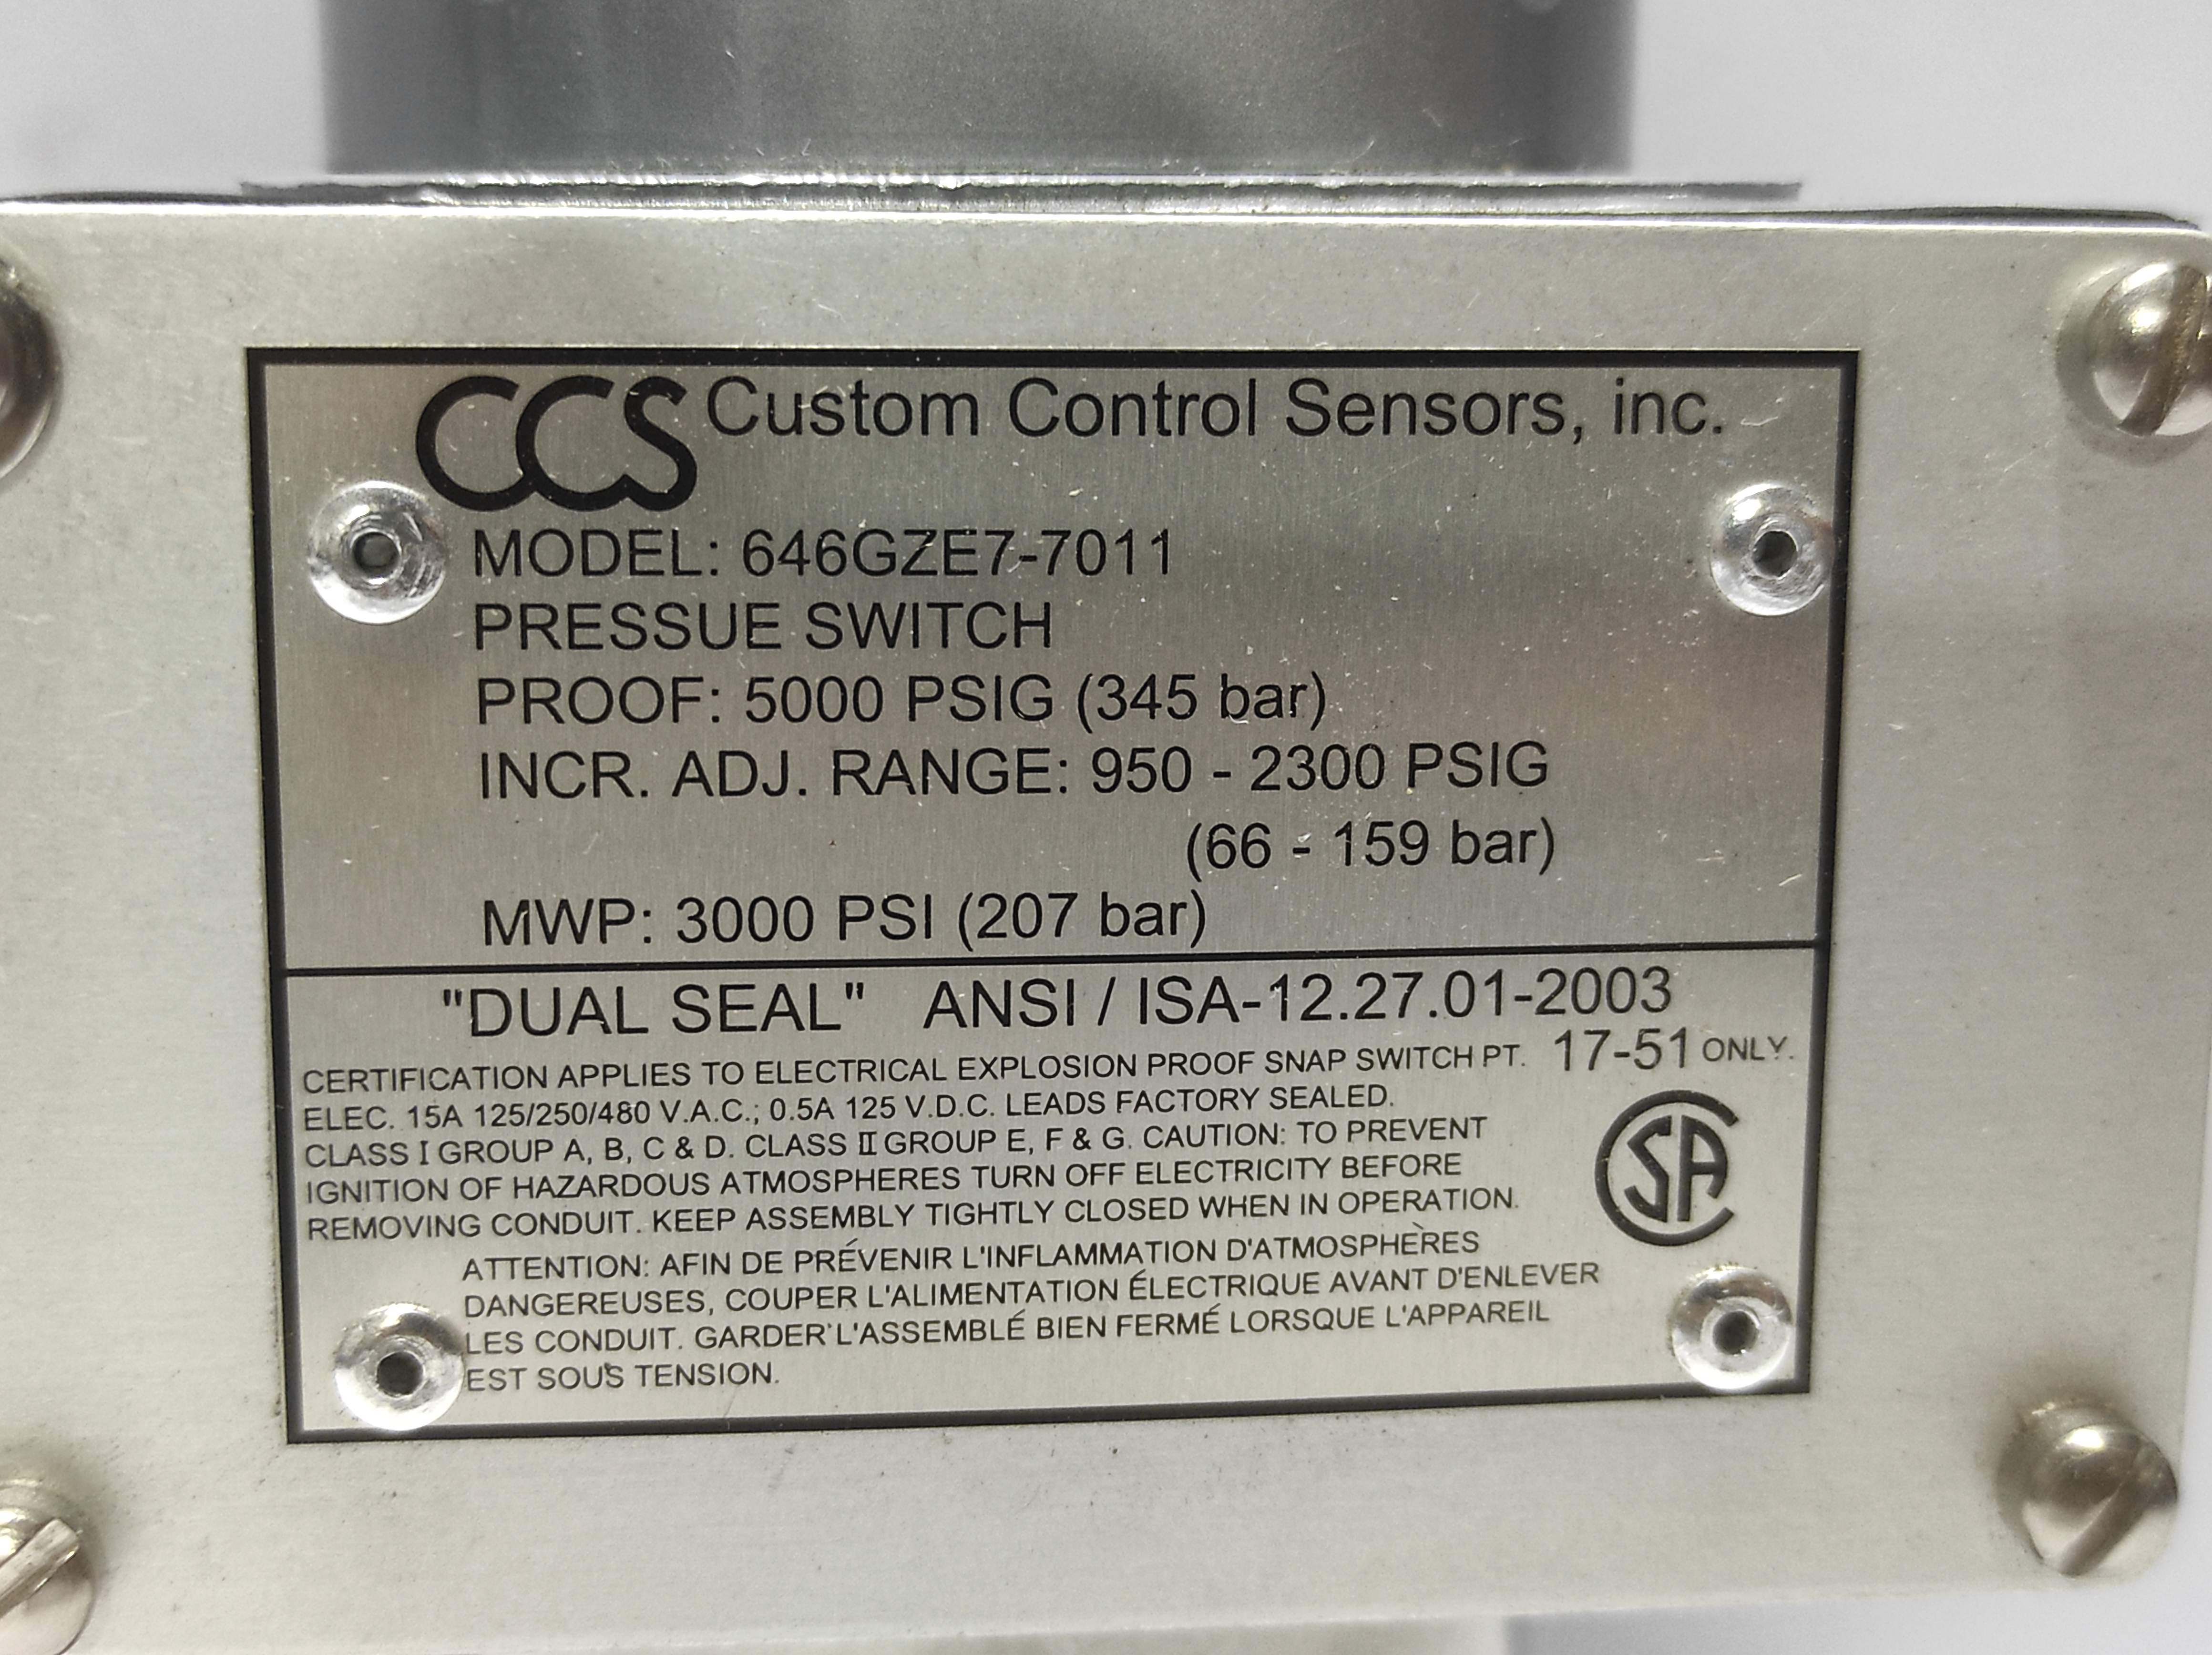 CCS Custom Control Sensors, inc.
MODEL: 646GZE7-7011
PRESSUE SWITCH
PROOF: 5000 PSIG (345 bar)
INCR. ADJ. RANGE: 950 - 2300 PSIG
(66 - 159 bar)
MWP: 3000 PSI (207 bar)
"DUAL SEAL" ANSI / ISA-12.27.01-2003
CERTIFICATION APPLIES TO ELECTRICAL EXPLOSION PROOF SNAP SWITCH PT. 17-51 ONLY.
ELEC. 15A 125/250/480 V.A.C.; 0.5A 125 V.D.C. LEADS FACTORY SEALED.
CLASS I GROUP A, B, C & D. CLASS II GROUP E, F & G. CAUTION: TO PREVENT
IGNITION OF HAZARDOUS ATMOSPHERES TURN OFF ELECTRICITY BEFORE
REMOVING CONDUIT. KEEP ASSEMBLY TIGHTLY CLOSED WHEN IN OPERATION.
SA
ATTENTION: AFIN DE PRÉVENIR L'INFLAMMATION D'ATMOSPHÈRES
DANGEREUSES, COUPER L'ALIMENTATION ÉLECTRIQUE AVANT D'ENLEVER
LES CONDUIT. GARDER L'ASSEMBLÉ BIEN FERMÉ LORSQUE L'APPAREIL
EST SOUS TENSION.